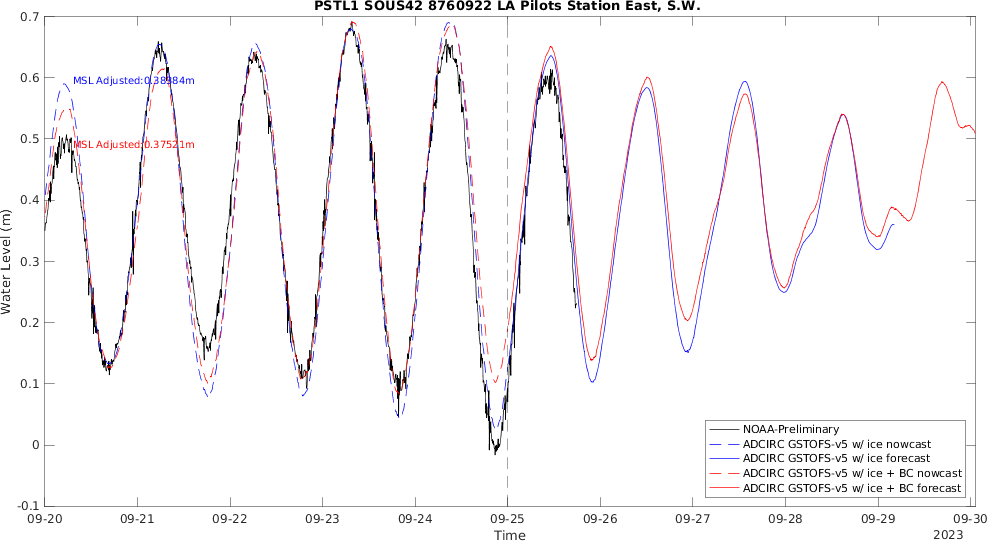 PSTL1 SOUS42 8760922 LA Pilots Station East, S.W.
0.7
0.6
0.5
0.4
0.3
0.2
0.1
0
-0.1
Water Level (m)
MSL Adjusted:0.38384m
MSL Adjusted:0.37521m
NOAA-Preliminary
ADCIRC GSTOFS-v5 w/ ice nowcast
ADCIRC GSTOFS-v5 w/ ice forecast
ADCIRC GSTOFS-v5 w/ ice + BC nowcast
ADCIRC GSTOFS-v5 w/ ice + BC forecast
09-20 09-21 09-22 09-23 09-24 09-25 09-26 09-27 09-28 09-29 09-30
Time
2023